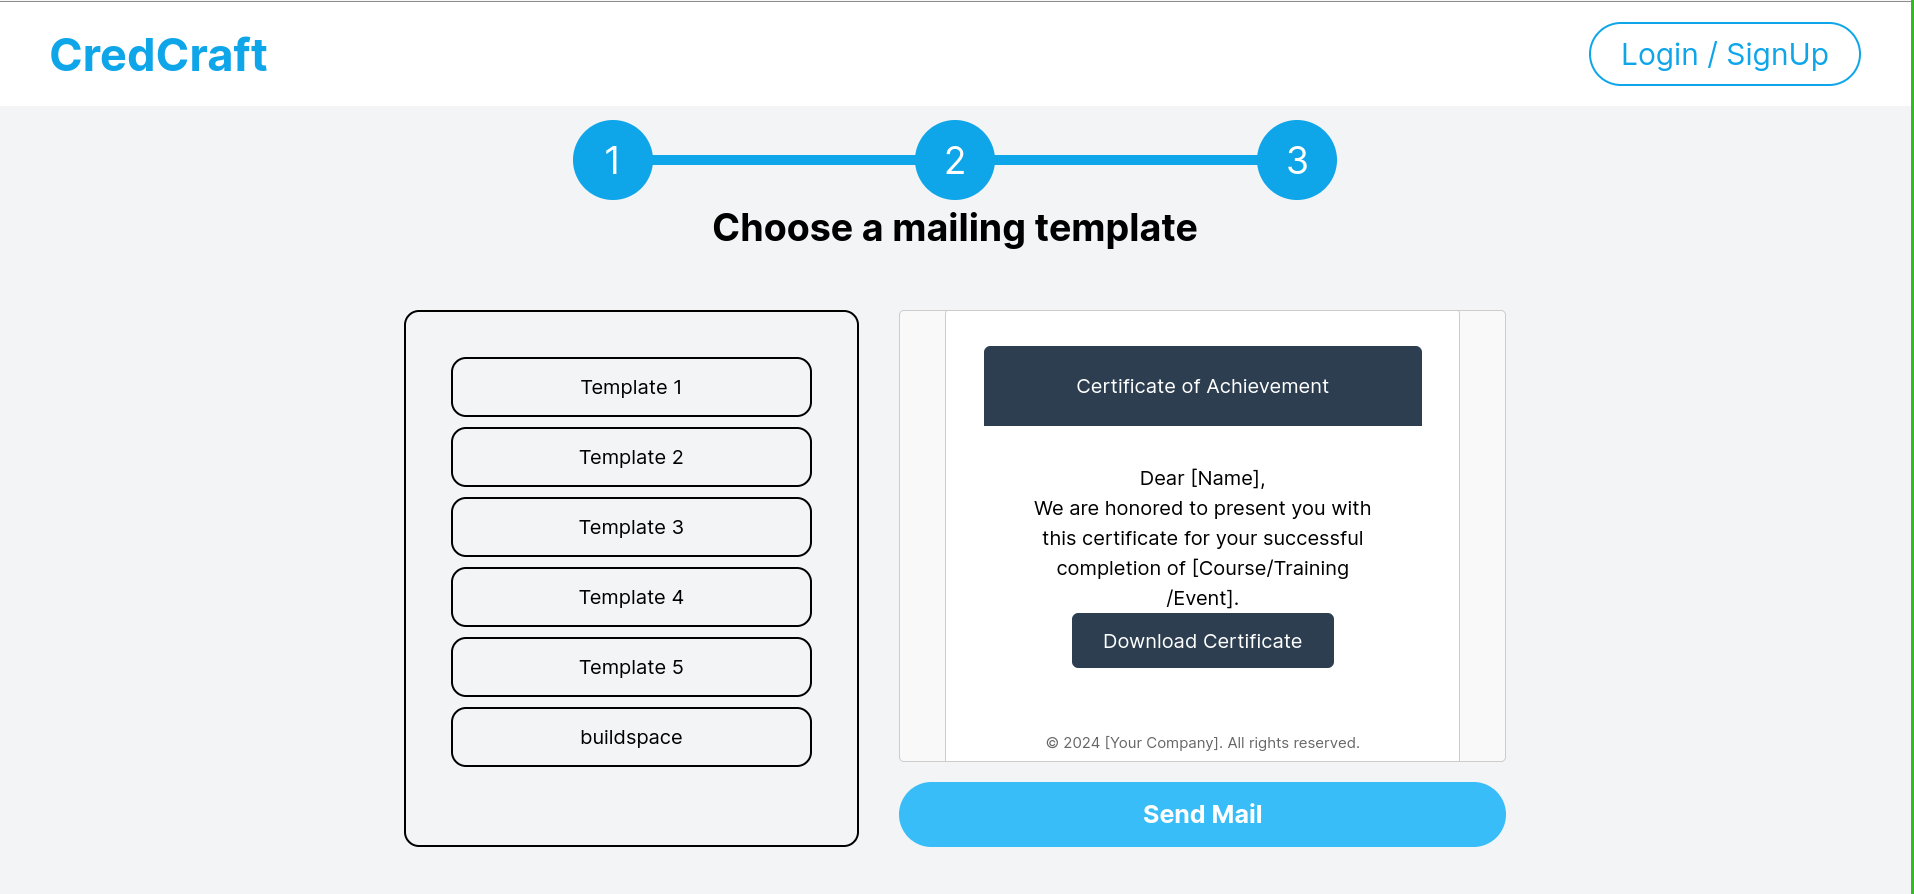 CredCraft
Login / SignUp
1
2
3
Choose a mailing template
Template 1
Template 2
Template 3
Template 4
Template 5
buildspace
Certificate of Achievement
Dear [Name],
We are honored to present you with
this certificate for your successful
completion of [Course/Training
/Event].
Download Certificate
© 2024 [Your Company]. All rights reserved.
Send Mail